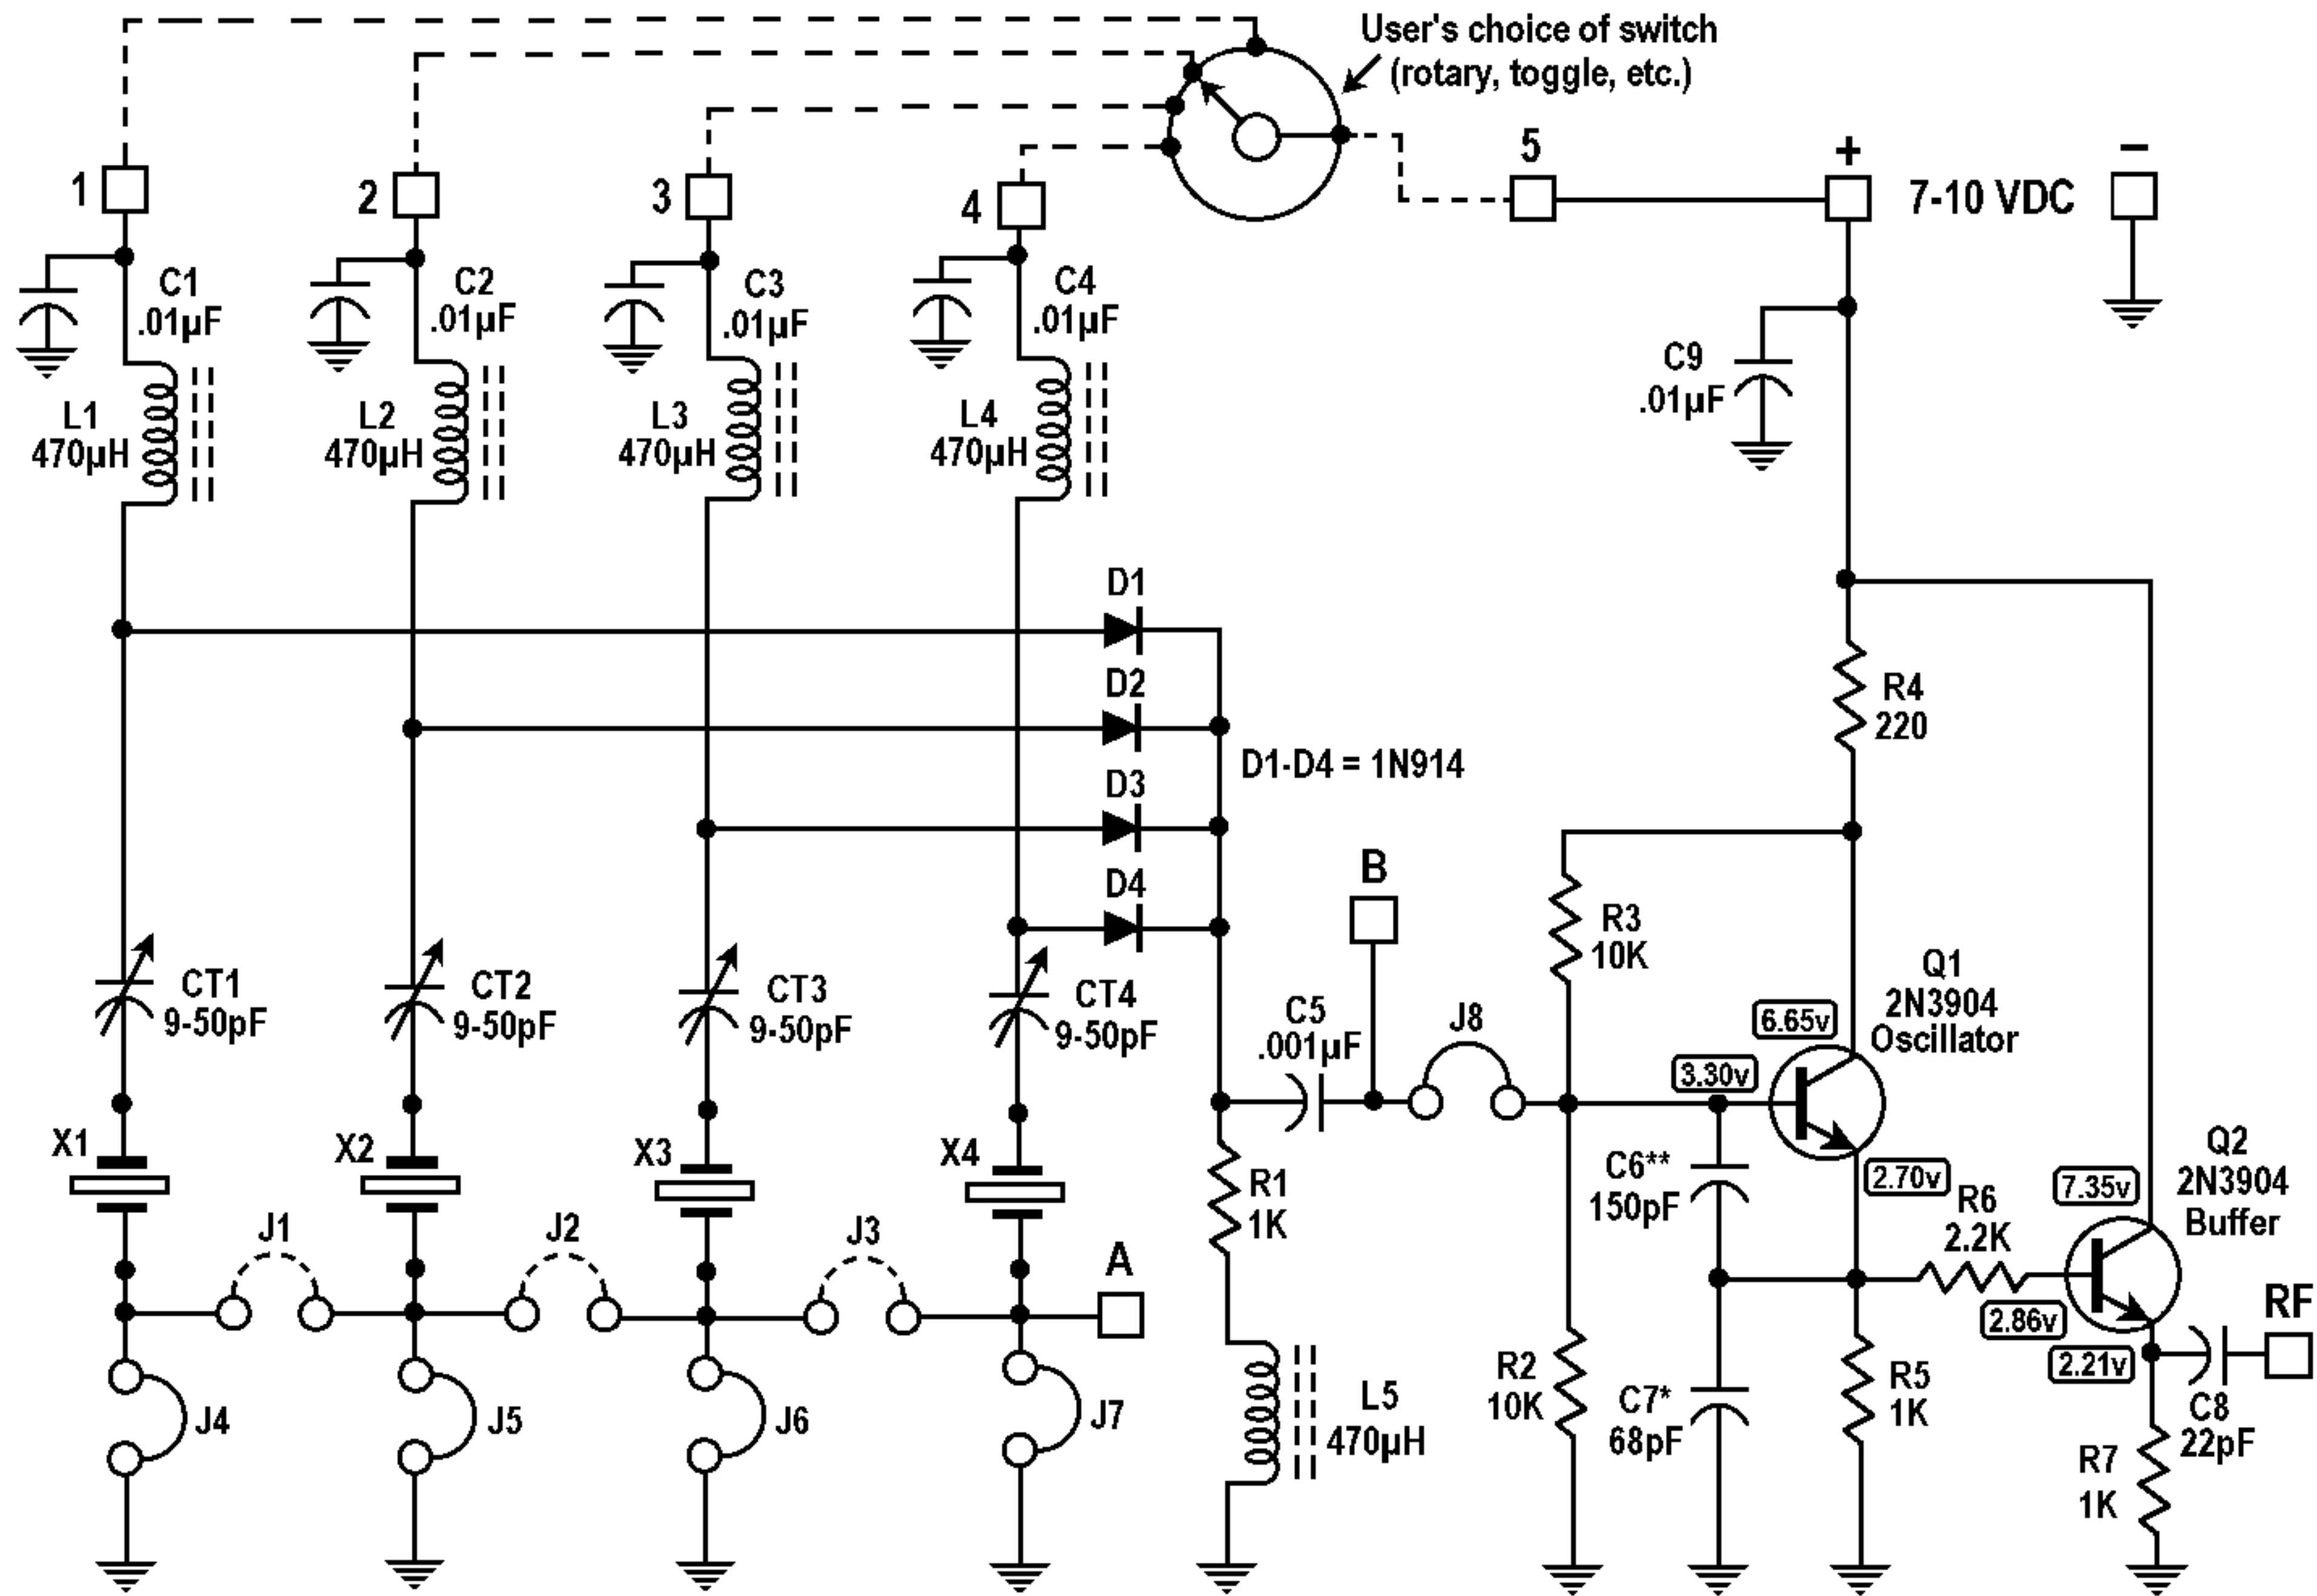 User's choice of switch
(rotary, toggle, etc.)
1
2
3
4
5
+
7-10 VDC
−
C1
.01µF
C2
.01µF
C3
.01µF
C4
.01µF
C9
.01µF
L1
470µH
L2
470µH
L3
470µH
L4
470µH
D1
D2
D1-D4 = 1N914
D3
D4
R4
220
B
R3
10K
Q1
2N3904
Oscillator
CT1
9-50pF
CT2
9-50pF
CT3
9-50pF
CT4
9-50pF
C5
.001µF
J8
6.65v
3.30v
X1
X2
X3
X4
R1
1K
C6**
150pF
2.70v
R6
2.2K
7.35v
Q2
2N3904
Buffer
J1
J2
J3
A
2.86v
2.21v
RF
J4
J5
J6
J7
L5
470µH
R2
10K
C7*
68pF
R5
1K
C8
22pF
R7
1K